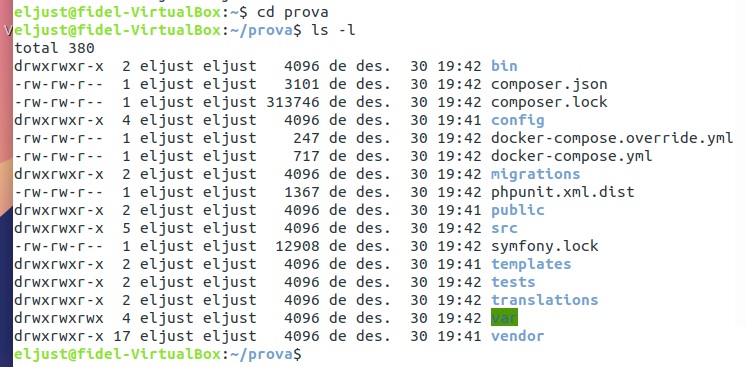 eljust@fidel-VirtualBox:~$ cd prova
eljust@fidel-VirtualBox:~/prova$ ls -l
total 380
drwxrwxr-x  2 eljust eljust   4096 de des.  30 19:42 bin
-rw-rw-r--  1 eljust eljust   3101 de des.  30 19:42 composer.json
-rw-rw-r--  1 eljust eljust 313746 de des.  30 19:42 composer.lock
drwxrwxr-x  4 eljust eljust   4096 de des.  30 19:41 config
-rw-rw-r--  1 eljust eljust    247 de des.  30 19:42 docker-compose.override.yml
-rw-rw-r--  1 eljust eljust    717 de des.  30 19:42 docker-compose.yml
drwxrwxr-x  2 eljust eljust   4096 de des.  30 19:42 migrations
-rw-rw-r--  1 eljust eljust   1367 de des.  30 19:42 phpunit.xml.dist
drwxrwxr-x  2 eljust eljust   4096 de des.  30 19:41 public
drwxrwxr-x  5 eljust eljust   4096 de des.  30 19:42 src
-rw-rw-r--  1 eljust eljust  12908 de des.  30 19:42 symfony.lock
drwxrwxr-x  2 eljust eljust   4096 de des.  30 19:41 templates
drwxrwxr-x  2 eljust eljust   4096 de des.  30 19:42 tests
drwxrwxr-x  2 eljust eljust   4096 de des.  30 19:42 translations
drwxrwxrwx  4 eljust eljust   4096 de des.  30 19:42 var
drwxrwxr-x 17 eljust eljust   4096 de des.  30 19:41 vendor
eljust@fidel-VirtualBox:~/prova$